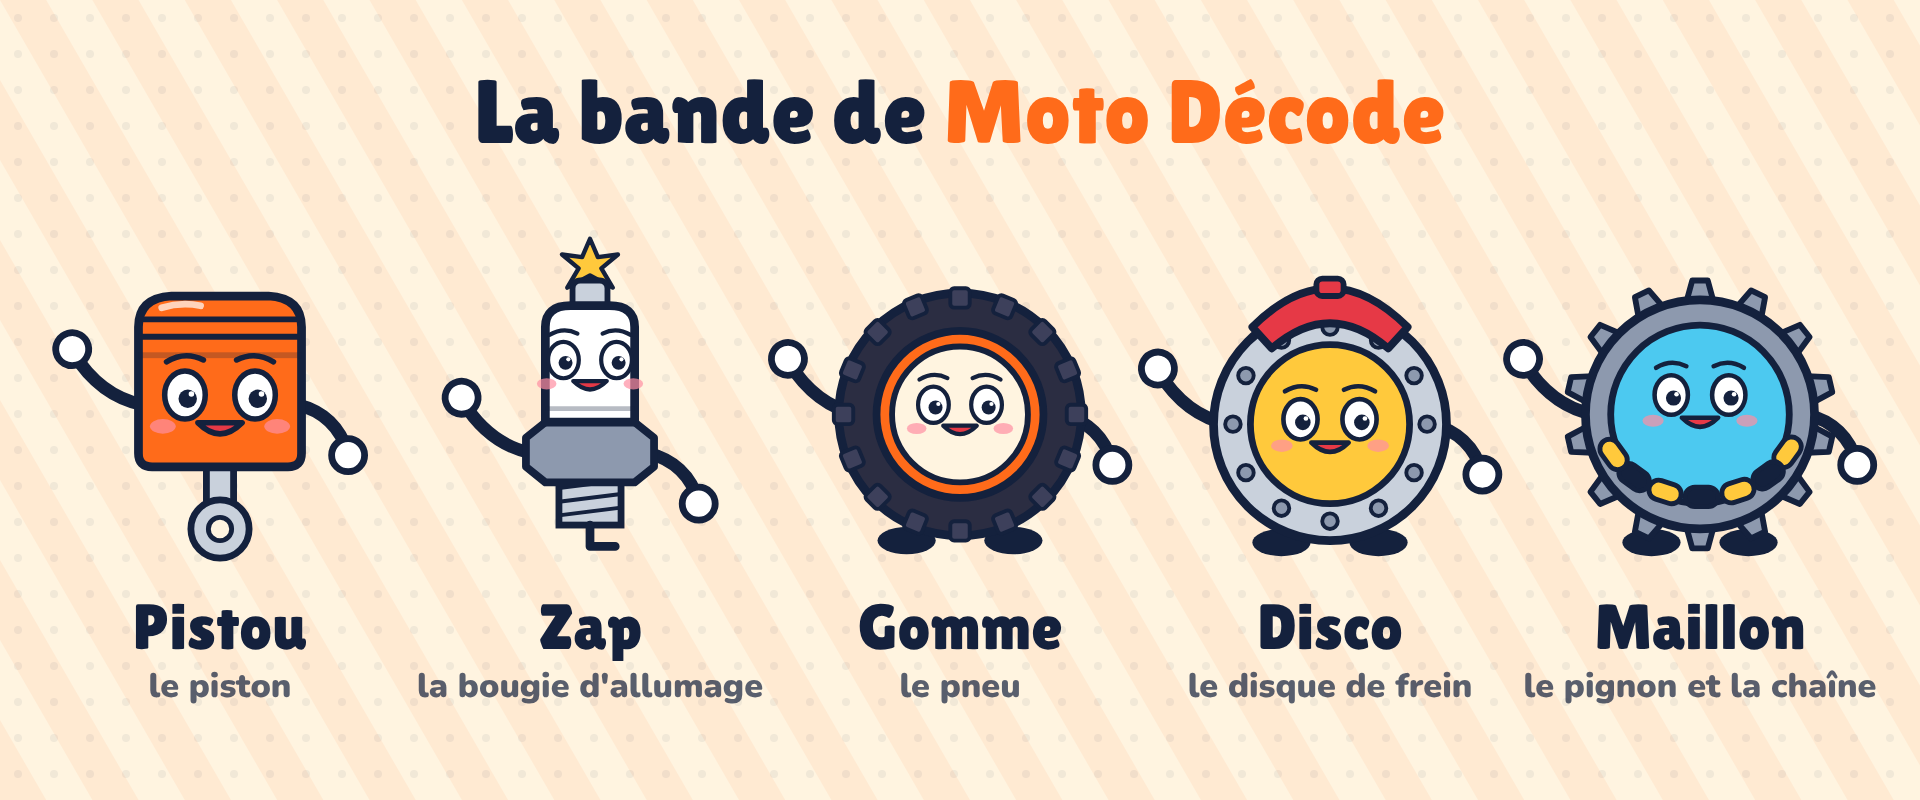 La bande de Moto Décode
Pistou
le piston
Zap
la bougie d'allumage
Gomme
le pneu
Disco
le disque de frein
Maillon
le pignon et la chaîne